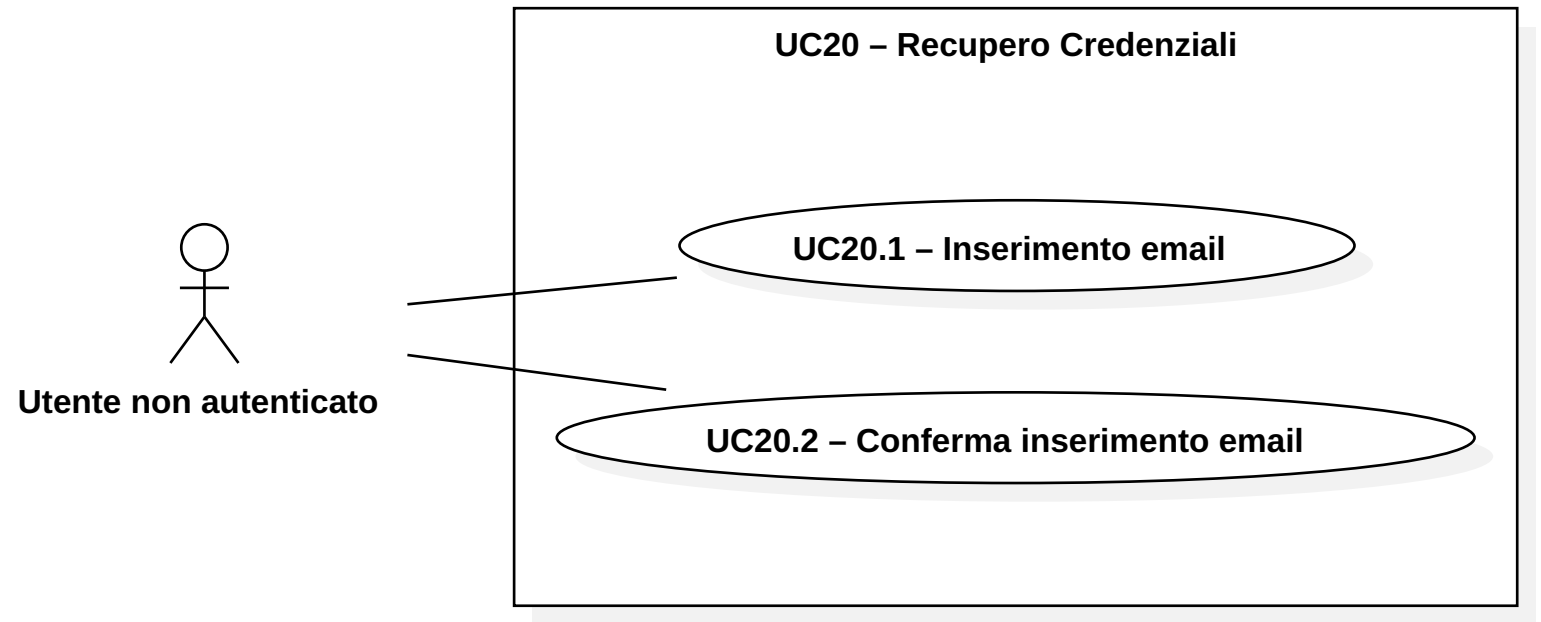 UC20 – Recupero Credenziali
UC20.1 – Inserimento email
Utente non autenticato
UC20.2 – Conferma inserimento email